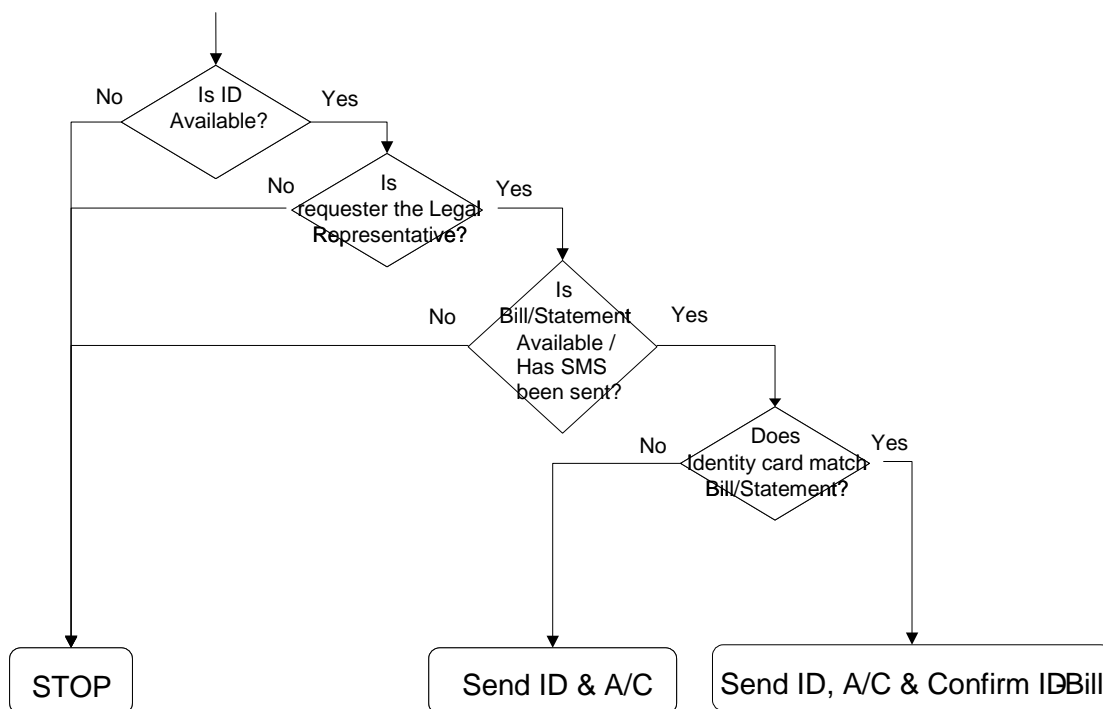 Is ID
Available?
No
Yes
Is
requester the Legal
Representative?
No
Yes
Is
Bill/Statement
Available /
Has SMS
been sent?
No
Yes
Does
Identity card match
Bill/Statement?
No
Yes
STOP
Send ID & A/C
Send ID, A/C & Confirm ID-Bill